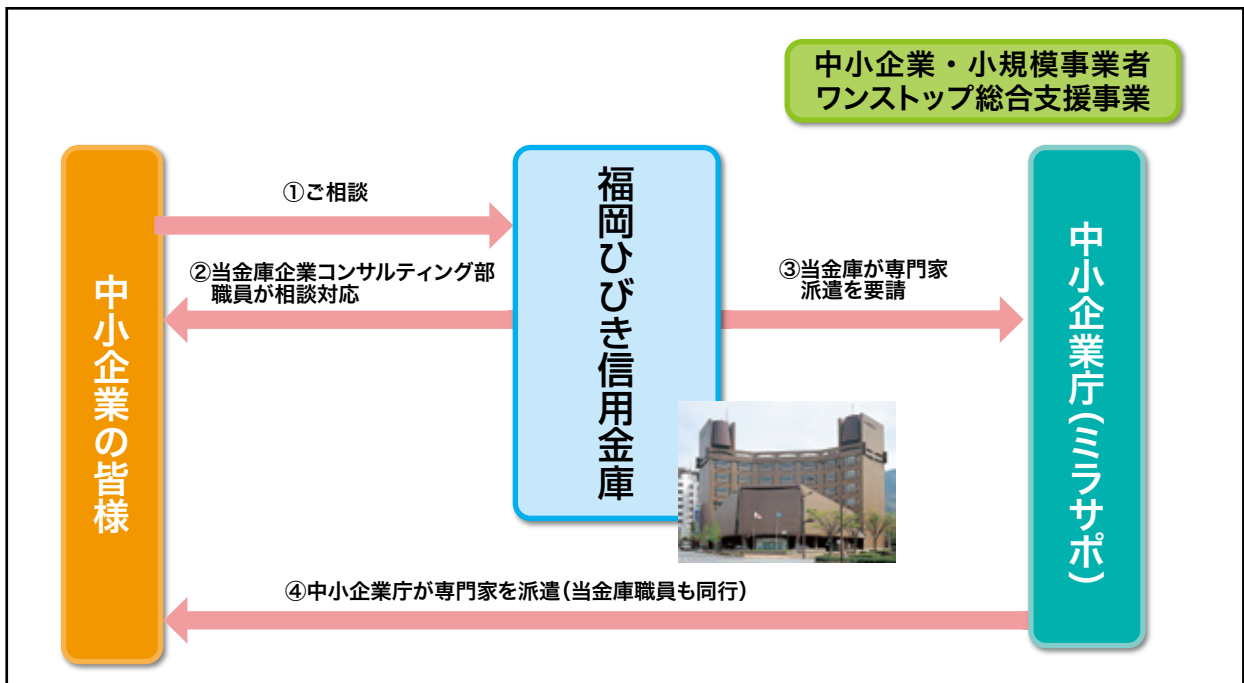 中小企業・小規模事業者
ワンストップ総合支援事業
中小企業の皆様
①ご相談
②当金庫企業コンサルティング部
職員が相談対応
福岡ひびき信用金庫
③当金庫が専門家
派遣を要請
中小企業庁(ミラサポ)
④中小企業庁が専門家を派遣(当金庫職員も同行)